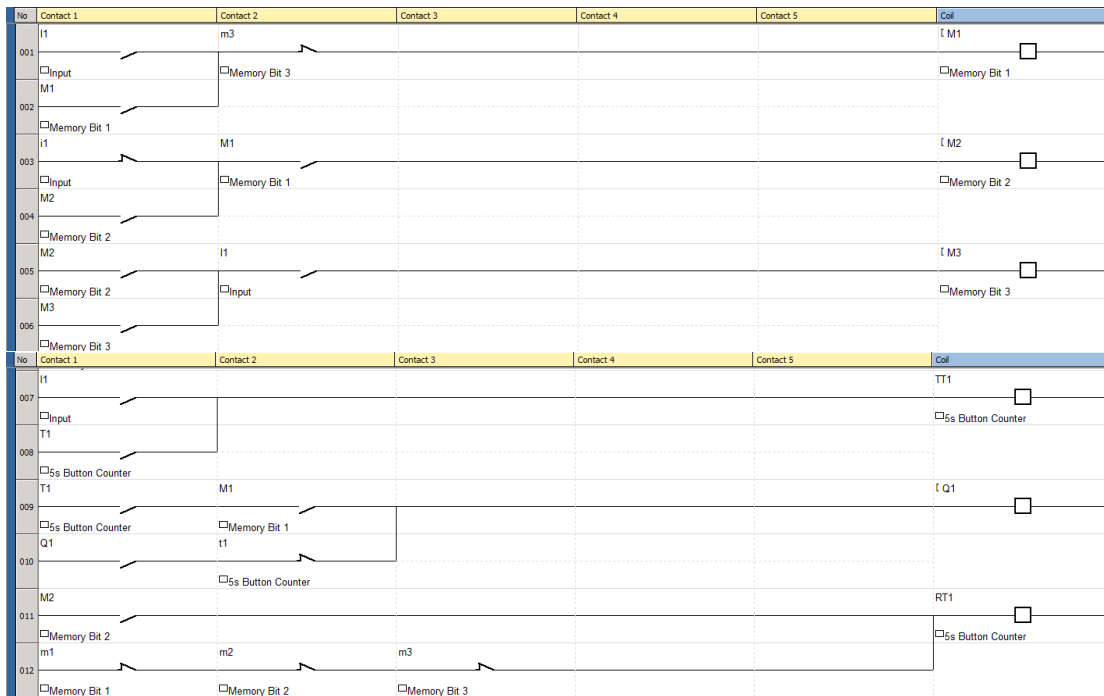 No Contact 1 Contact 2 Contact 3 Contact 4 Contact 5 Coil
I1 m3 [ M1
001
Input Memory Bit 3 Memory Bit 1
M1
002
Memory Bit 1
i1 M1 [ M2
003
Input Memory Bit 1 Memory Bit 2
M2
004
Memory Bit 2
M2 I1 [ M3
005
Memory Bit 2 Input Memory Bit 3
M3
006
Memory Bit 3
No Contact 1 Contact 2 Contact 3 Contact 4 Contact 5 Coil
I1 TT1
007
Input 5s Button Counter
T1
008
5s Button Counter
T1 M1 [ Q1
009
5s Button Counter Memory Bit 1
Q1 t1
010
5s Button Counter
M2 RT1
011
Memory Bit 2 5s Button Counter
m1 m2 m3
012
Memory Bit 1 Memory Bit 2 Memory Bit 3